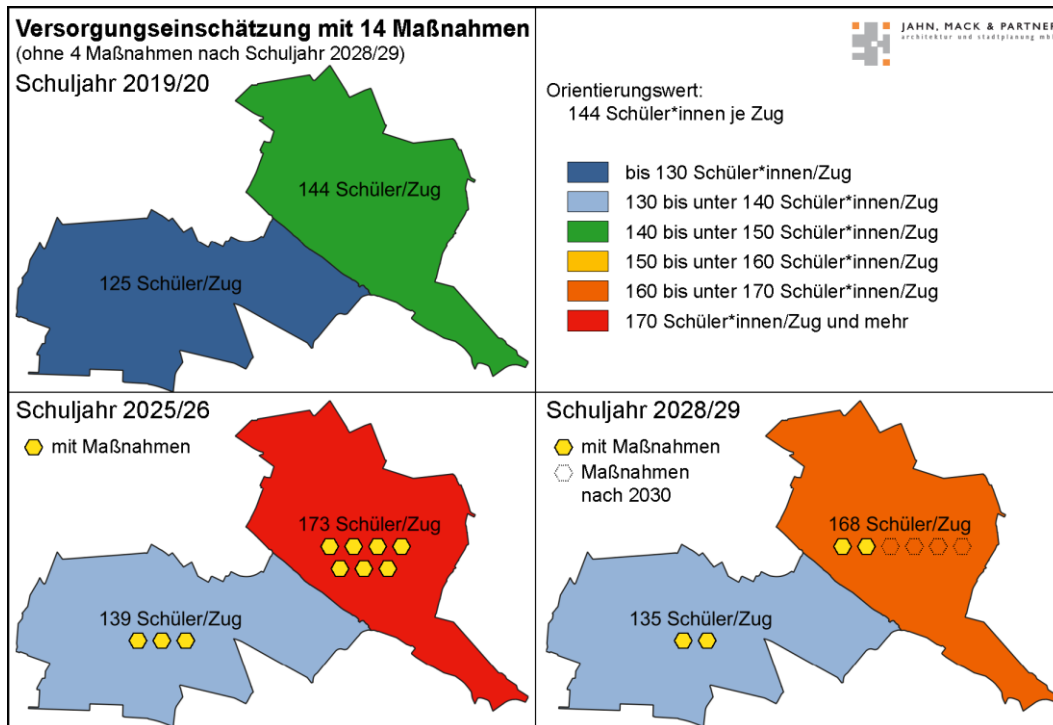 Versorgungseinschätzung mit 14 Maßnahmen
(ohne 4 Maßnahmen nach Schuljahr 2028/29)
Schuljahr 2019/20
144 Schüler/Zug
125 Schüler/Zug
JAHN, MACK & PARTNER
architektur und stadtplanung mbb
Orientierungswert:
144 Schüler*innen je Zug
bis 130 Schüler*innen/Zug
130 bis unter 140 Schüler*innen/Zug
140 bis unter 150 Schüler*innen/Zug
150 bis unter 160 Schüler*innen/Zug
160 bis unter 170 Schüler*innen/Zug
170 Schüler*innen/Zug und mehr
Schuljahr 2025/26
mit Maßnahmen
173 Schüler/Zug
139 Schüler/Zug
Schuljahr 2028/29
mit Maßnahmen
Maßnahmen
nach 2030
168 Schüler/Zug
135 Schüler/Zug